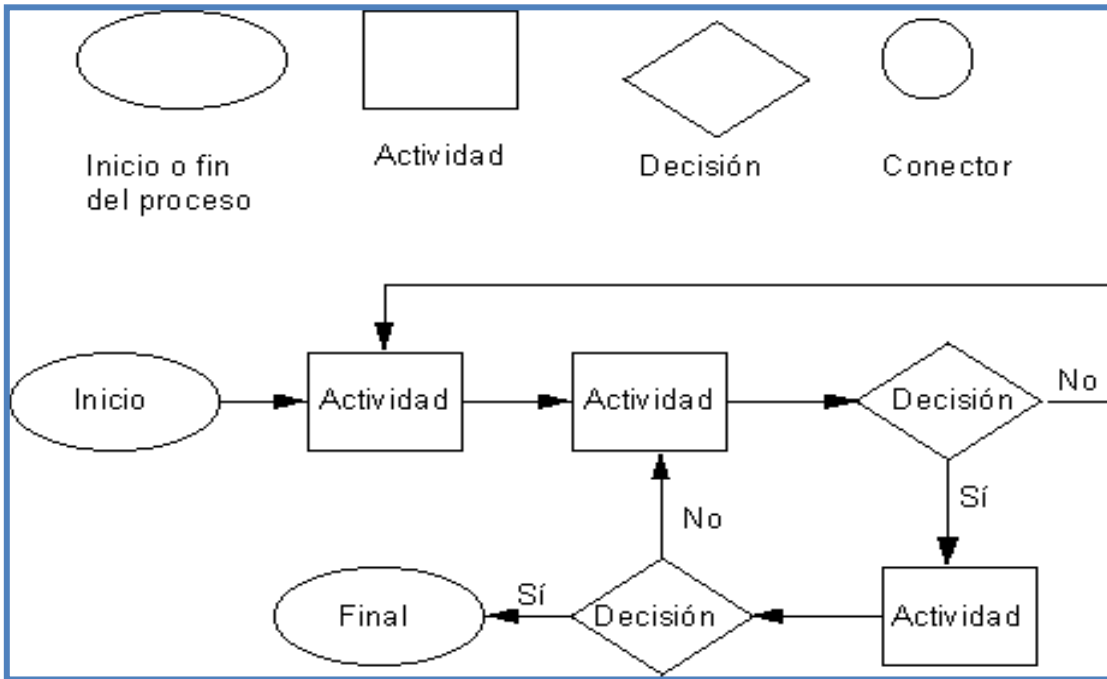 Inicio o fin
del proceso
Actividad
Decisión
Conector
Inicio
Actividad
Actividad
Decisión
No
Sí
No
Final
Sí
Decisión
Actividad